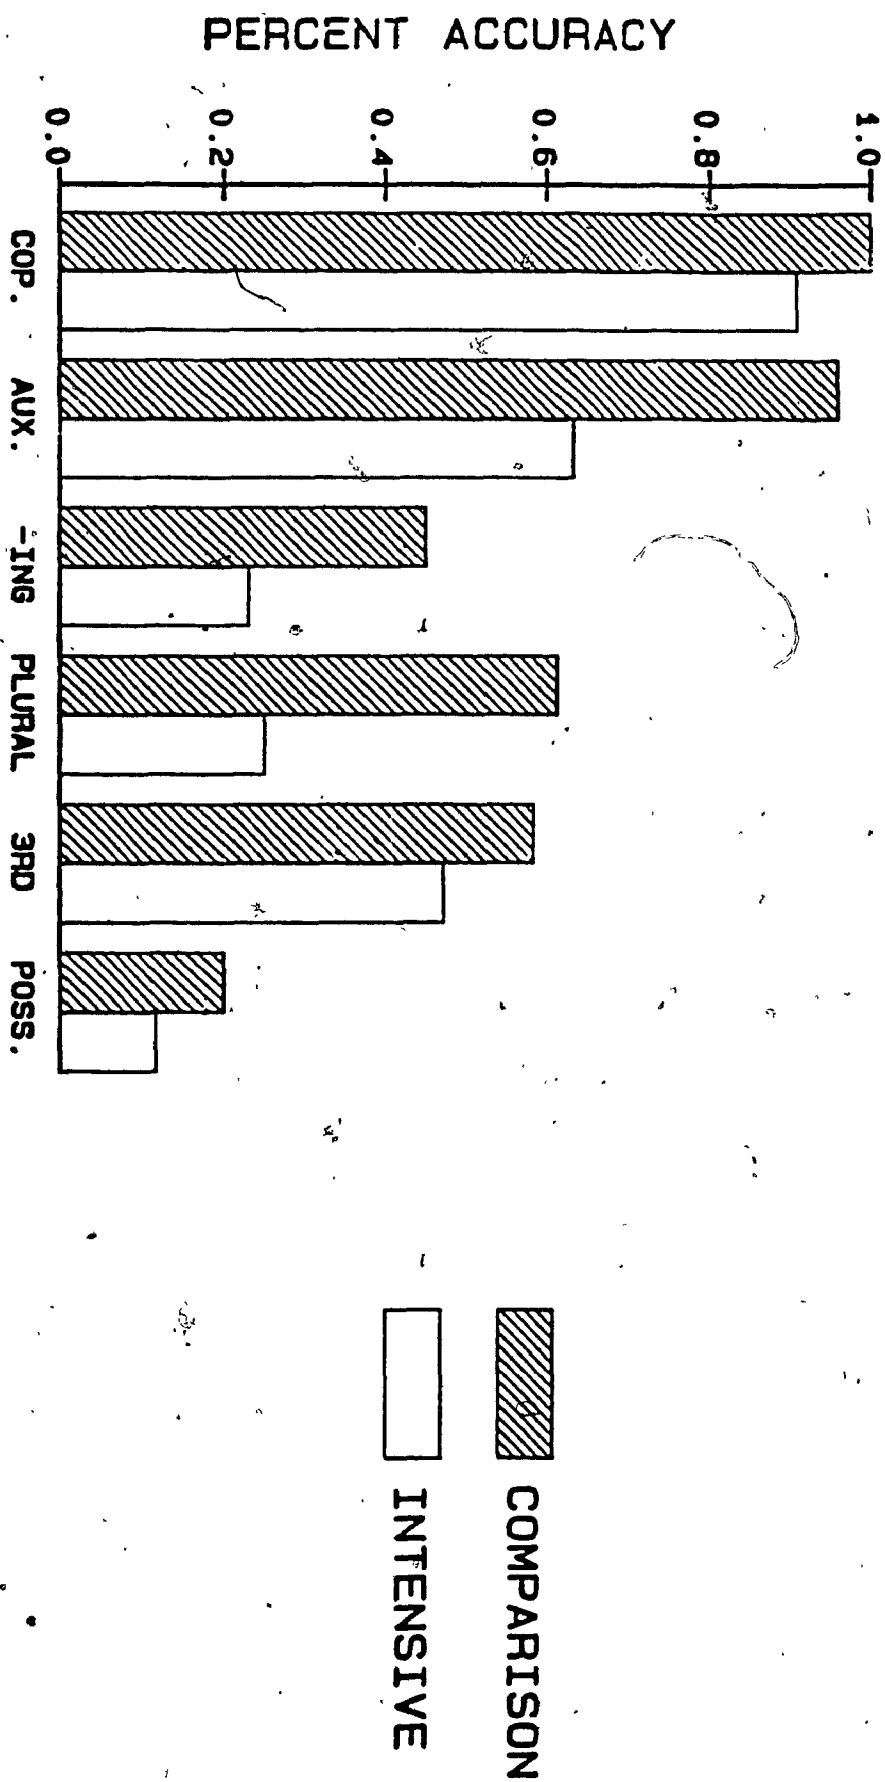 PERCENT ACCURACY
1.0
0.8
0.6
0.4
0.2
0.0
COP. AUX. -ING PLURAL 3RD POSS.
COMPARISON
INTENSIVE